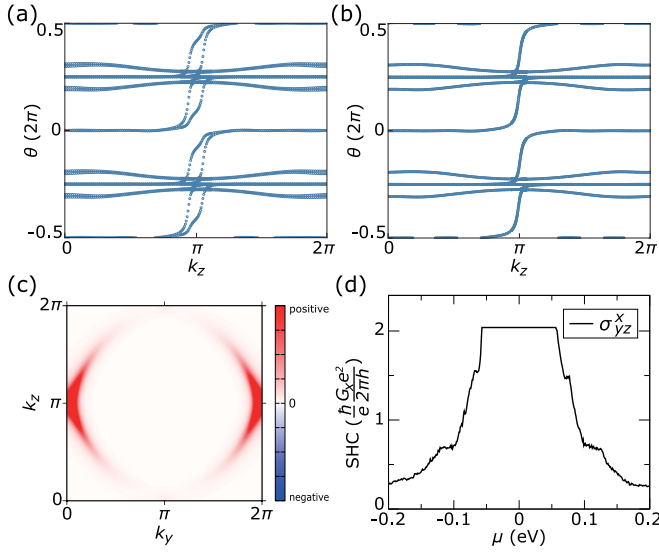 (a)
0.5
θ (2π)
0
−0.5
0
π
2π
k_z
(b)
0.5
θ (2π)
0
−0.5
0
π
2π
k_z
(c)
2π
k_z
π
0
0
π
2π
k_y
positive
0
negative
(d)
SHC (ħ/e G_x e²/2πh)
2
1
0
σ^x_yz
-0.2
-0.1
0
0.1
0.2
μ (eV)